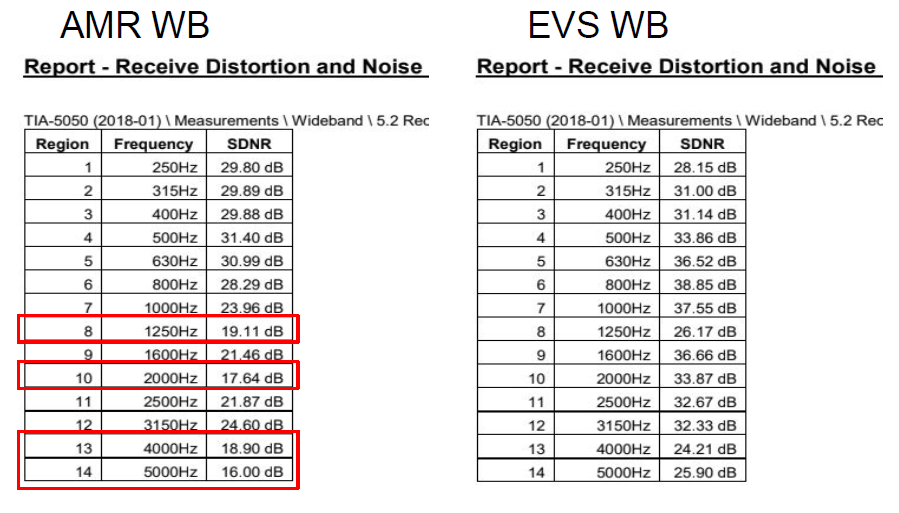 AMR WB
Report - Receive Distortion and Noise
TIA-5050 (2018-01) \ Measurements \ Wideband \ 5.2 Rec
Region Frequency SDNR
1 250Hz 29.80 dB
2 315Hz 29.89 dB
3 400Hz 29.88 dB
4 500Hz 31.40 dB
5 630Hz 30.99 dB
6 800Hz 28.29 dB
7 1000Hz 23.96 dB
8 1250Hz 19.11 dB
9 1600Hz 21.46 dB
10 2000Hz 17.64 dB
11 2500Hz 21.87 dB
12 3150Hz 24.60 dB
13 4000Hz 18.90 dB
14 5000Hz 16.00 dB
EVS WB
Report - Receive Distortion and Noise
TIA-5050 (2018-01) \ Measurements \ Wideband \ 5.2 Rec
Region Frequency SDNR
1 250Hz 28.15 dB
2 315Hz 31.00 dB
3 400Hz 31.14 dB
4 500Hz 33.86 dB
5 630Hz 36.52 dB
6 800Hz 38.85 dB
7 1000Hz 37.55 dB
8 1250Hz 26.17 dB
9 1600Hz 36.66 dB
10 2000Hz 33.87 dB
11 2500Hz 32.67 dB
12 3150Hz 32.33 dB
13 4000Hz 24.21 dB
14 5000Hz 25.90 dB